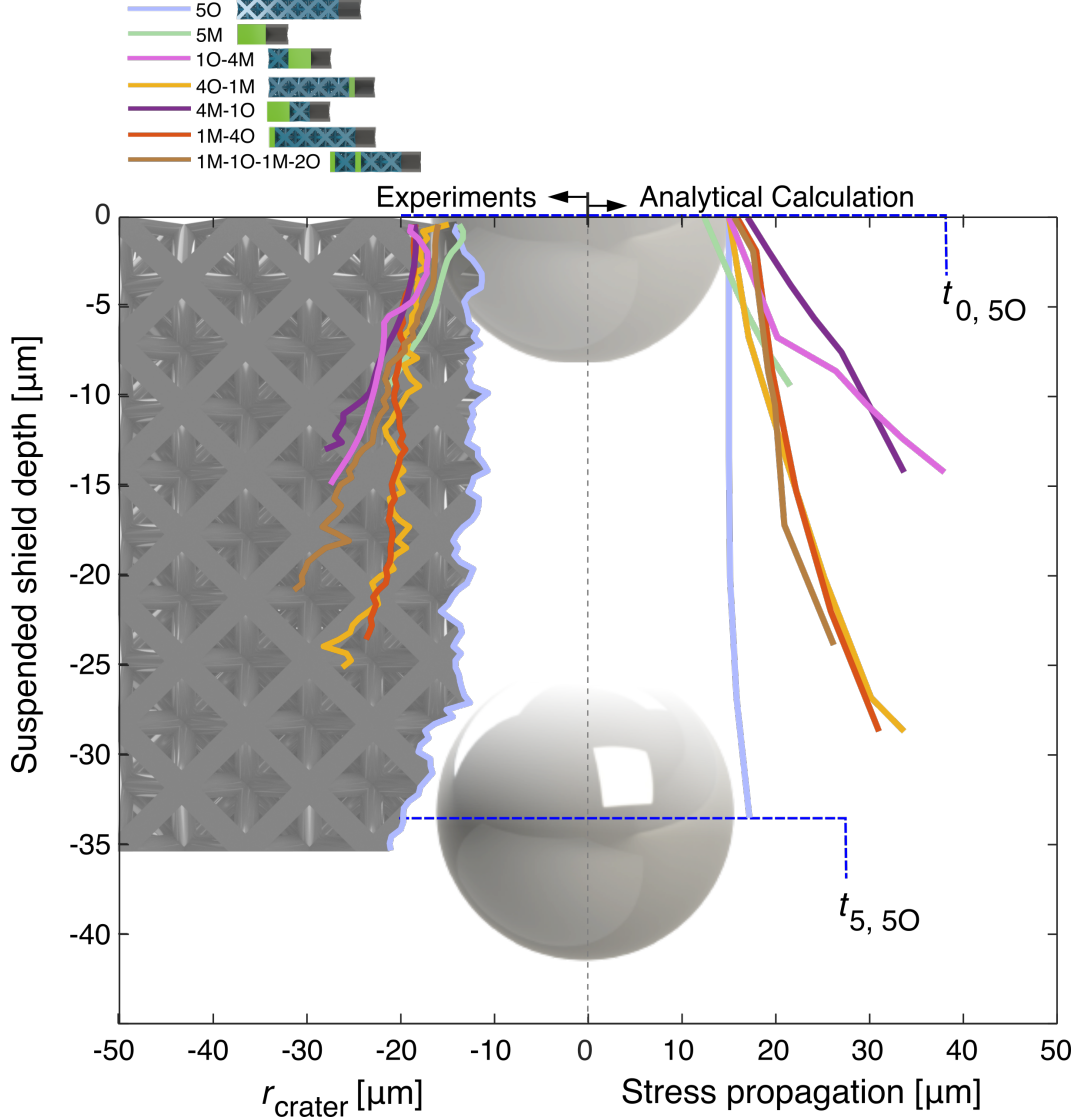 5O
5M
1O-4M
4O-1M
4M-1O
1M-4O
1M-1O-1M-2O
Experiments
Analytical Calculation
0
-5
-10
-15
-20
-25
-30
-35
-40
Suspended shield depth [µm]
t0, 5O
t5, 5O
-50 -40 -30 -20 -10 0 10 20 30 40 50
rcrater [µm]
Stress propagation [µm]